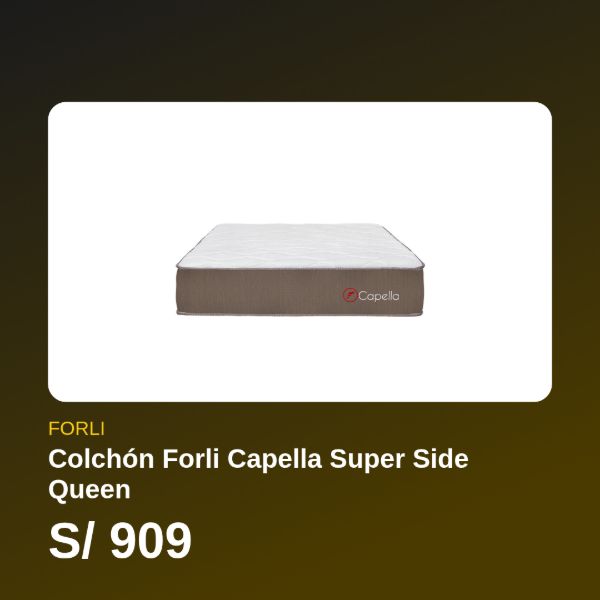 Capella
FORLI
Colchón Forli Capella Super Side
Queen
S/ 909